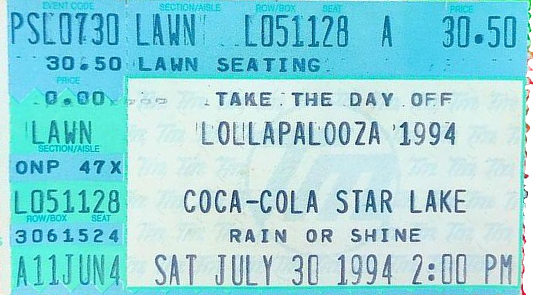 EVENT CODE SECTION/AISLE ROW/BOX SEAT
PSL0730 LAWN L051128 A 30.50
30.50 LAWN SEATING
PRICE
0.00 TAKE THE DAY OFF
LAWN LOLLAPALOOZA '1994
SECTION/AISLE
ONP 47X
L051128 COCA-COLA STAR LAKE
ROW/BOX SEAT
3061524 RAIN OR SHINE
A11JUN4 SAT JULY 30 1994 2:00 PM